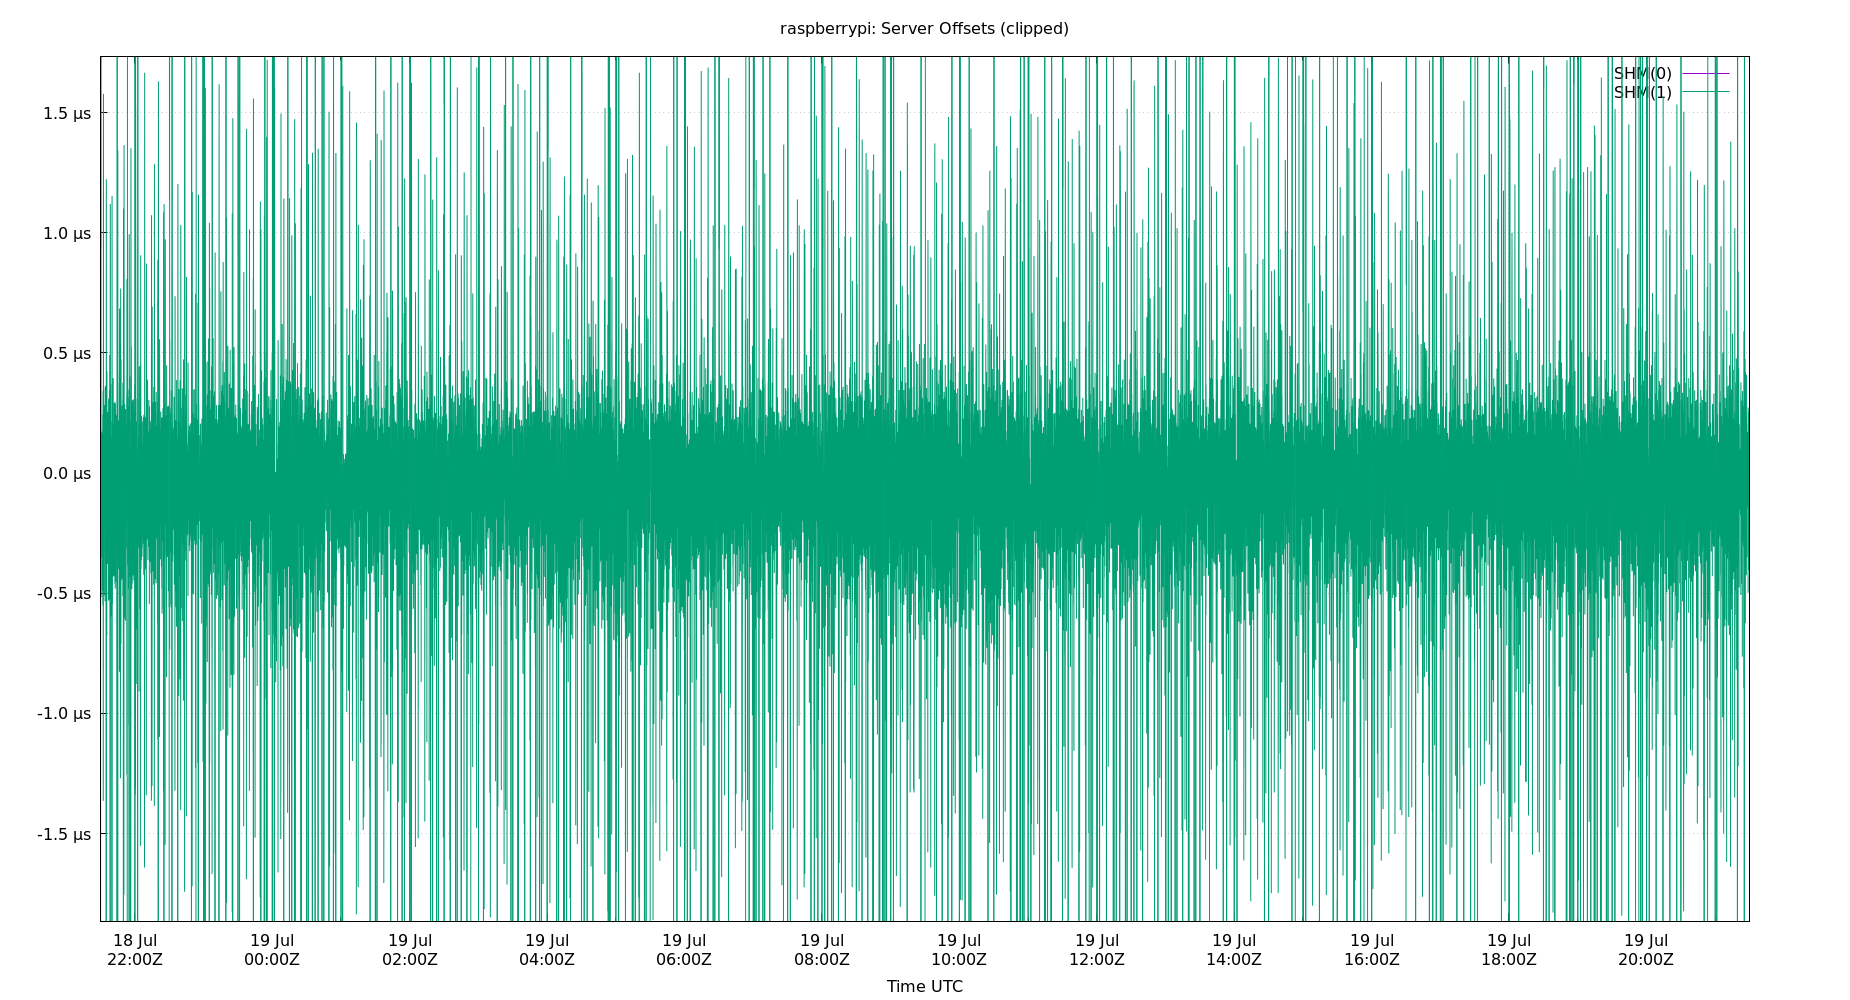 raspberrypi: Server Offsets (clipped)
SHM(0)
SHM(1)
1.5 μs
1.0 μs
0.5 μs
0.0 μs
-0.5 μs
-1.0 μs
-1.5 μs
18 Jul 19 Jul 19 Jul 19 Jul 19 Jul 19 Jul 19 Jul 19 Jul 19 Jul 19 Jul 19 Jul 19 Jul
22:00Z 00:00Z 02:00Z 04:00Z 06:00Z 08:00Z 10:00Z 12:00Z 14:00Z 16:00Z 18:00Z 20:00Z
Time UTC